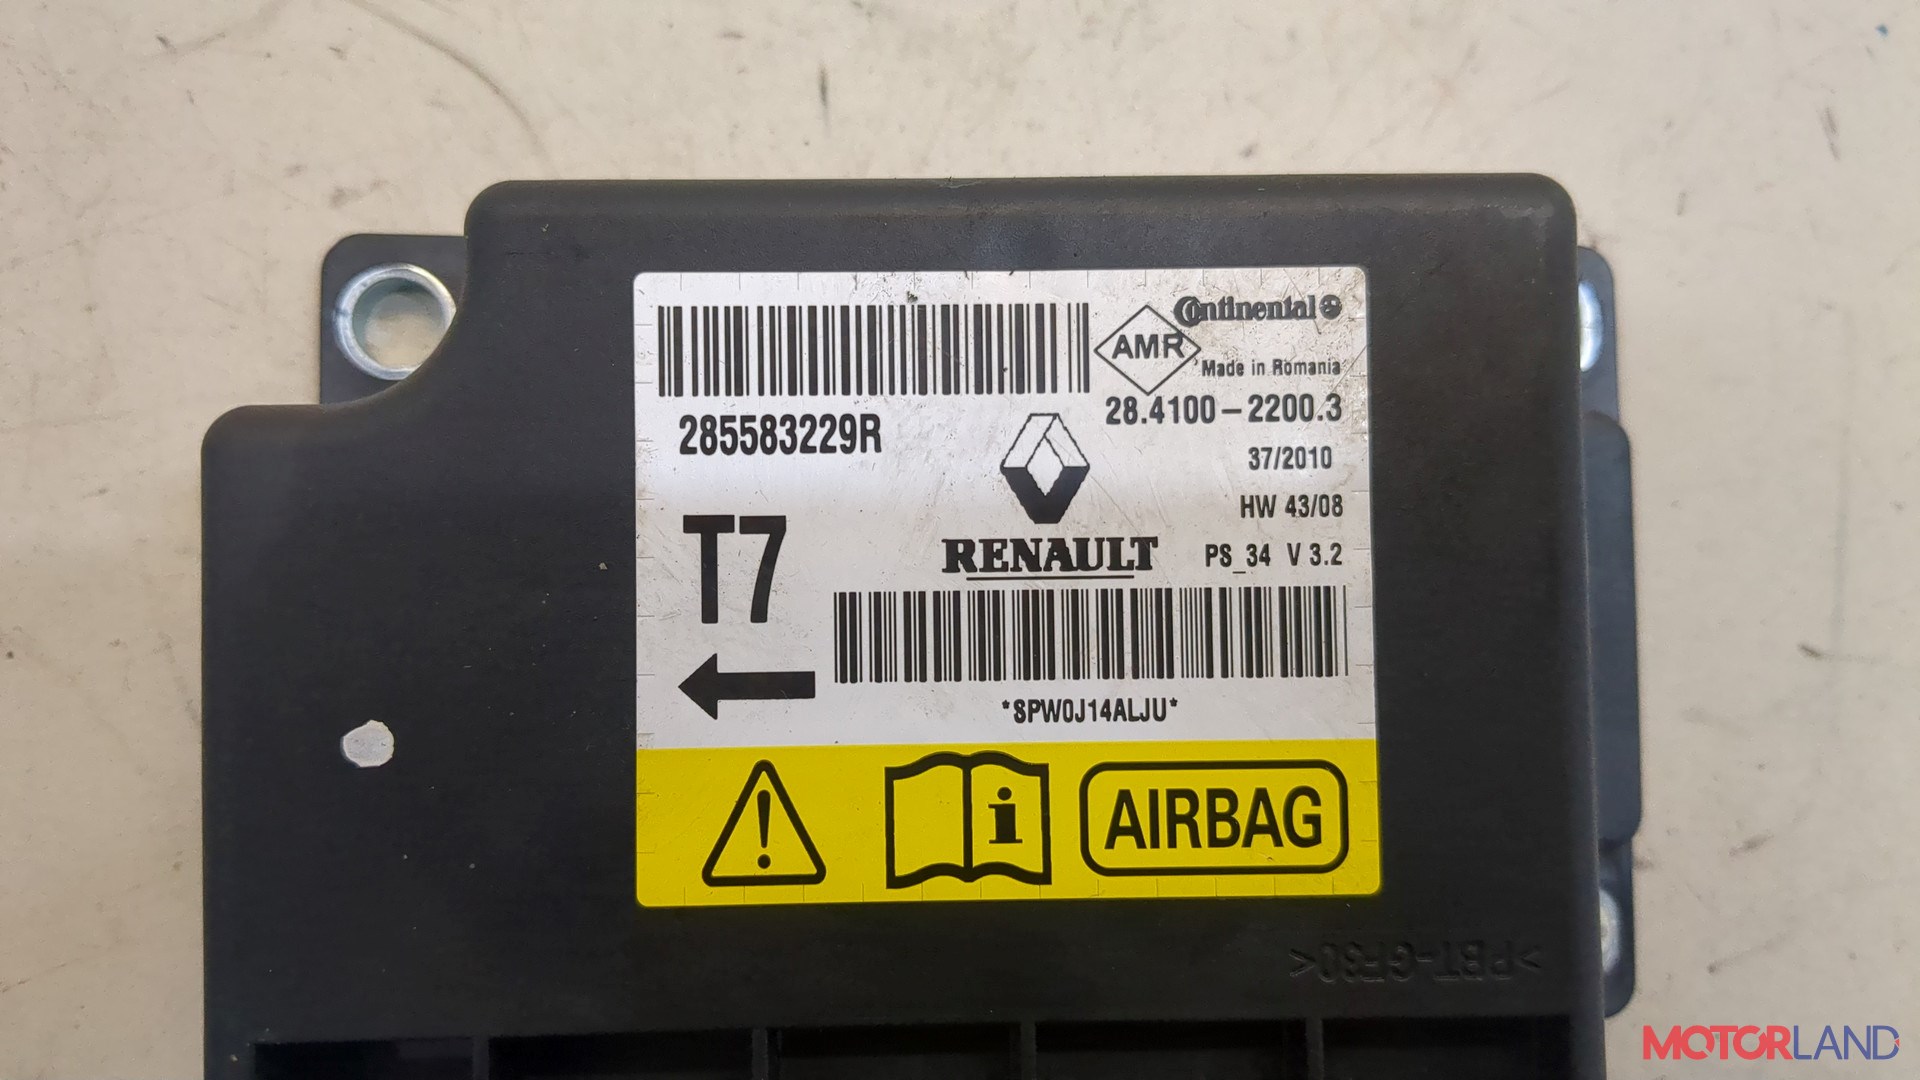 Continental
AMR
Made in Romania
28.4100-2200.3
285583229R
37/2010
HW 43/08
T7
RENAULT
PS_34 V 3.2
*SPW0J14ALJU*
i
AIRBAG
>PBT-GF30<
MOTORLAND